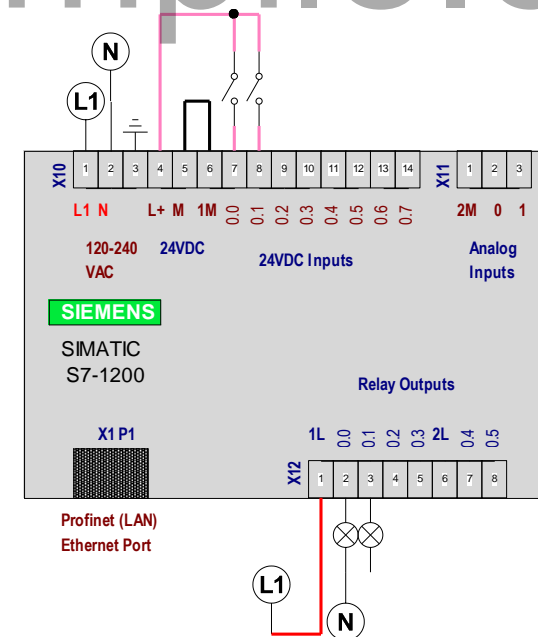 mpliers
N
L1
X10
1 2 3 4 5 6 7 8 9 10 11 12 13 14
X11
1 2 3
L1 N L+ M 1M 0.0 0.1 0.2 0.3 0.4 0.5 0.6 0.7
2M 0 1
120-240
VAC
24VDC
24VDC Inputs
Analog
Inputs
SIEMENS
SIMATIC
S7-1200
Relay Outputs
X1 P1
1L 0.0 0.1 0.2 0.3 2L 0.4 0.5
X12
1 2 3 4 5 6 7 8
Profinet (LAN)
Ethernet Port
L1
N